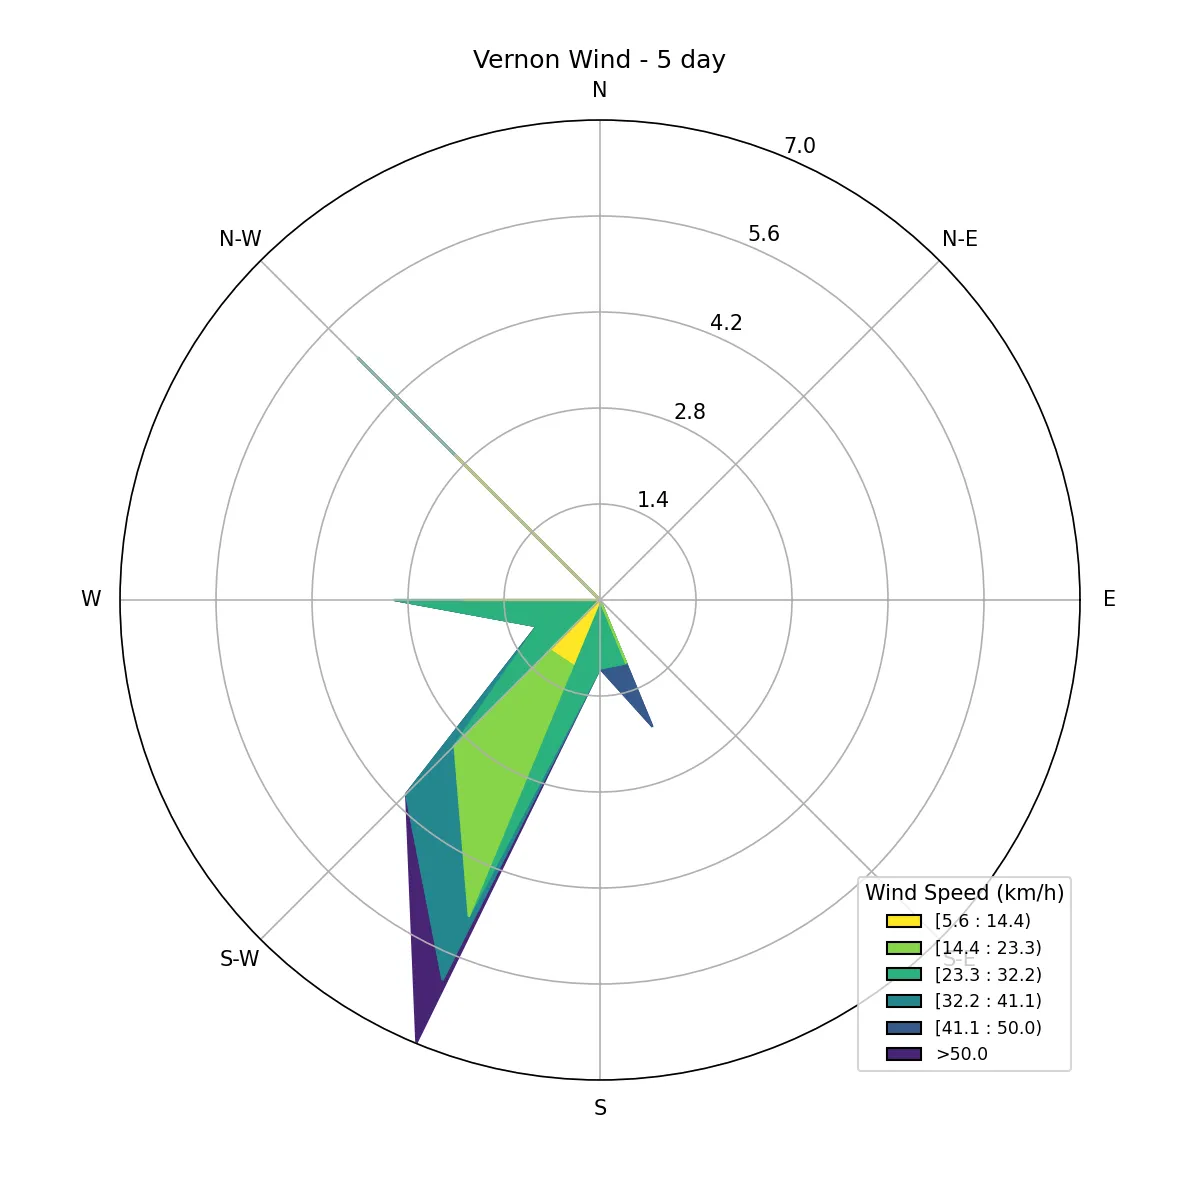 Vernon Wind - 5 day
N
7.0
5.6
N-W
N-E
4.2
2.8
1.4
W
E
Wind Speed (km/h)
[5.6 : 14.4)
[14.4 : 23.3)
S-W
S-E
[23.3 : 32.2)
[32.2 : 41.1)
[41.1 : 50.0)
>50.0
S